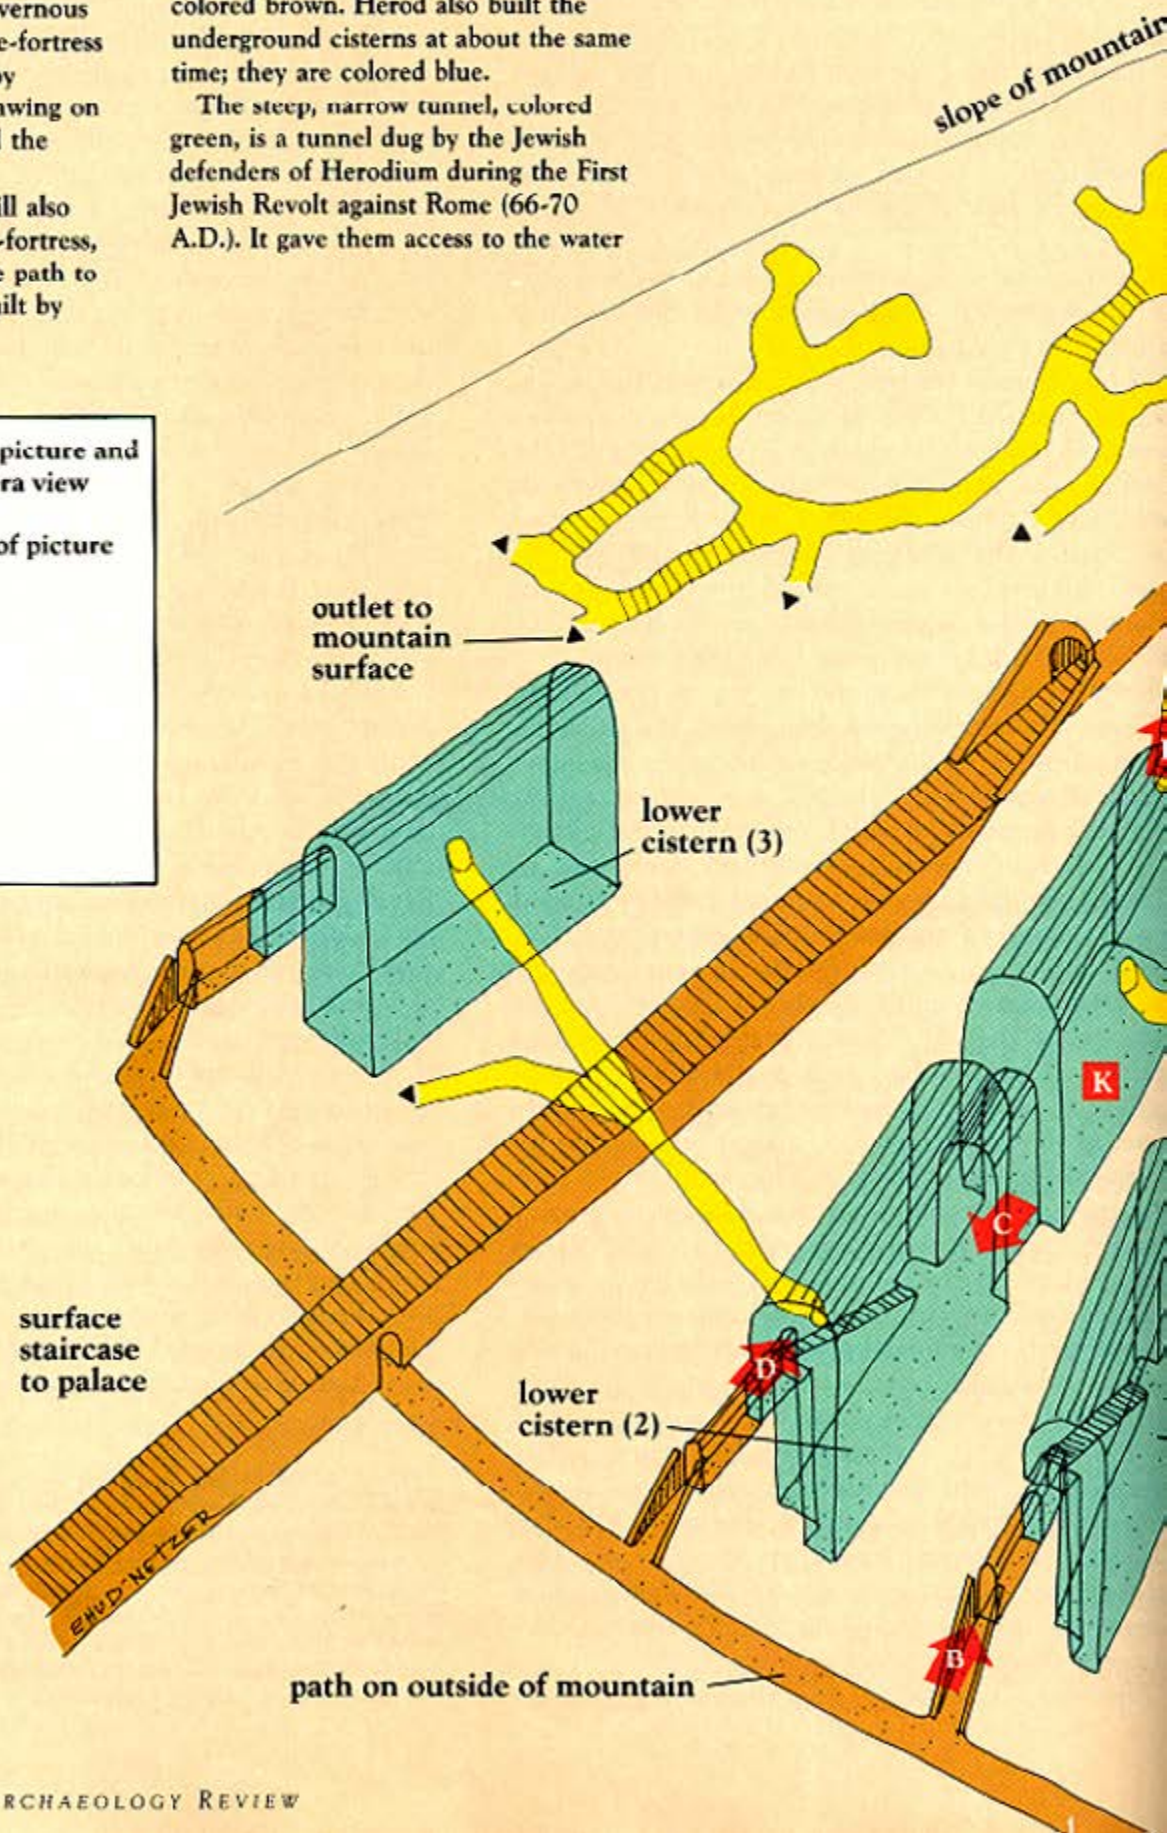 vernous
e-fortress
by
awing on
the
ill also
-fortress,
e path to
uilt by
colored brown. Herod also built the
underground cisterns at about the same
time; they are colored blue.
The steep, narrow tunnel, colored
green, is a tunnel dug by the Jewish
defenders of Herodium during the First
Jewish Revolt against Rome (66-70
A.D.). It gave them access to the water
slope of mountain
picture and
ra view
of picture
outlet to
mountain
surface
lower
cistern (3)
K
C
surface
staircase
to palace
D
lower
cistern (2)
EHUD·NETZER
B
path on outside of mountain
RCHAEOLOGY REVIEW